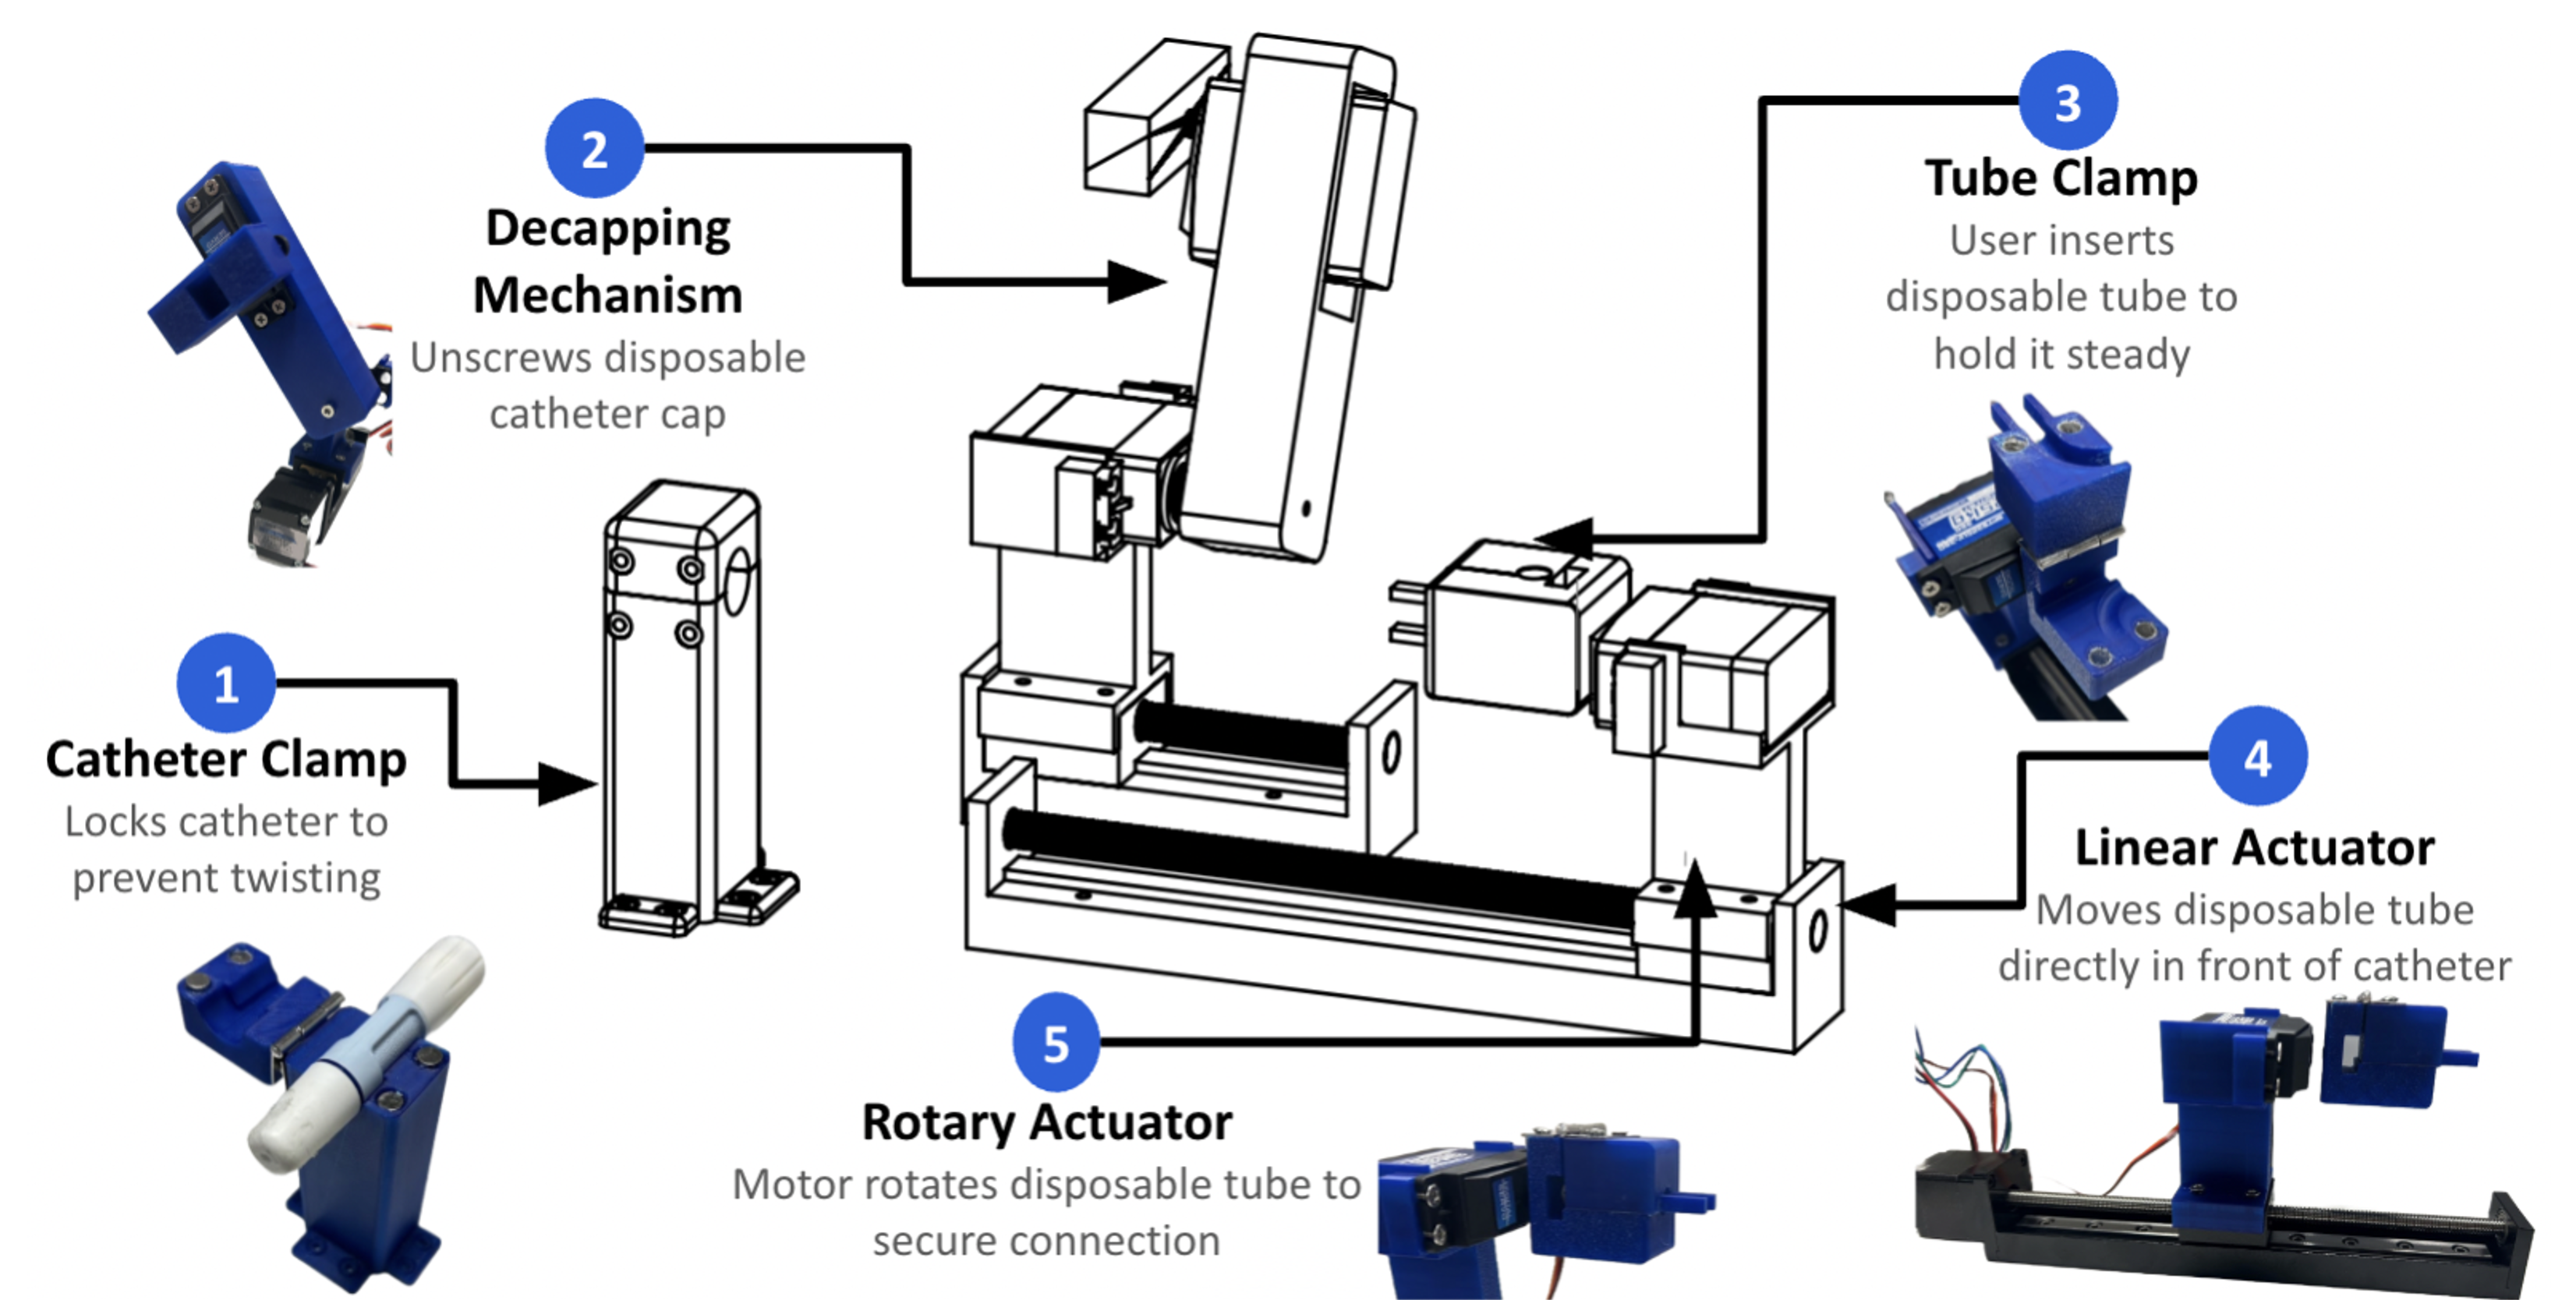 1
Catheter Clamp
Locks catheter to
prevent twisting
2
Decapping
Mechanism
Unscrews disposable
catheter cap
3
Tube Clamp
User inserts
disposable tube to
hold it steady
4
Linear Actuator
Moves disposable tube
directly in front of catheter
5
Rotary Actuator
Motor rotates disposable tube to
secure connection